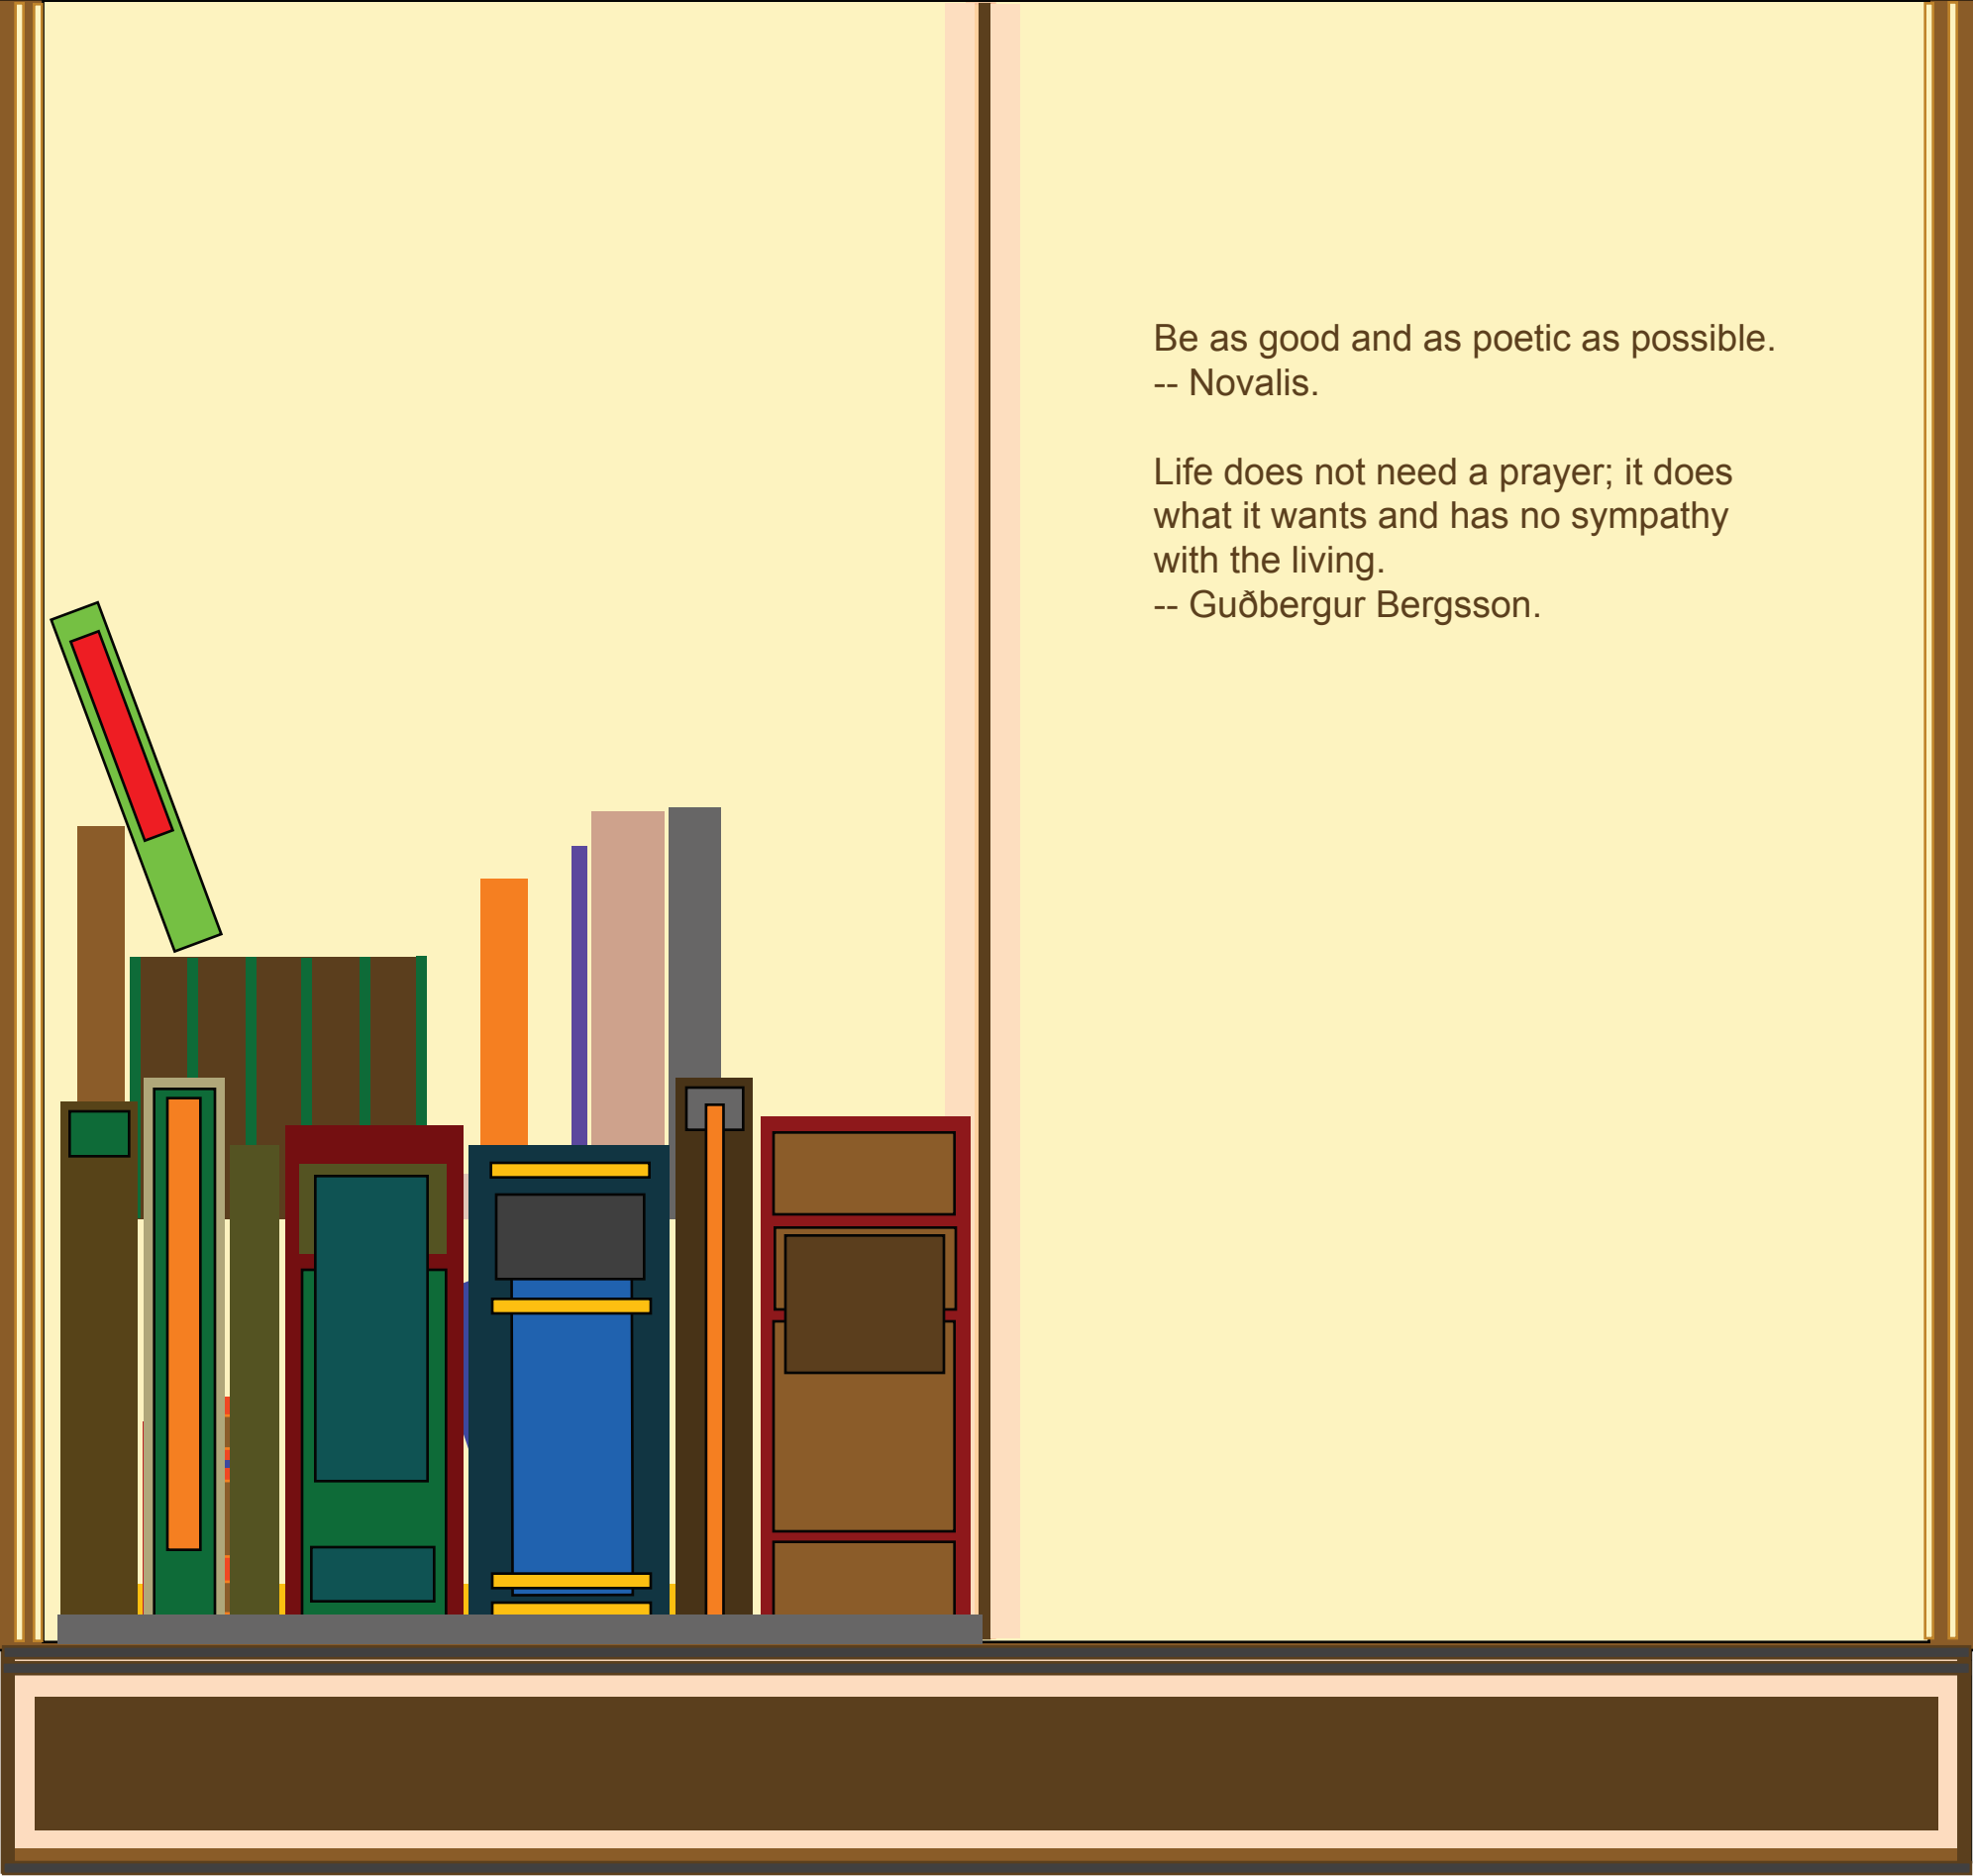 Be as good and as poetic as possible.
-- Novalis.
Life does not need a prayer; it does
what it wants and has no sympathy
with the living.
-- Guðbergur Bergsson.